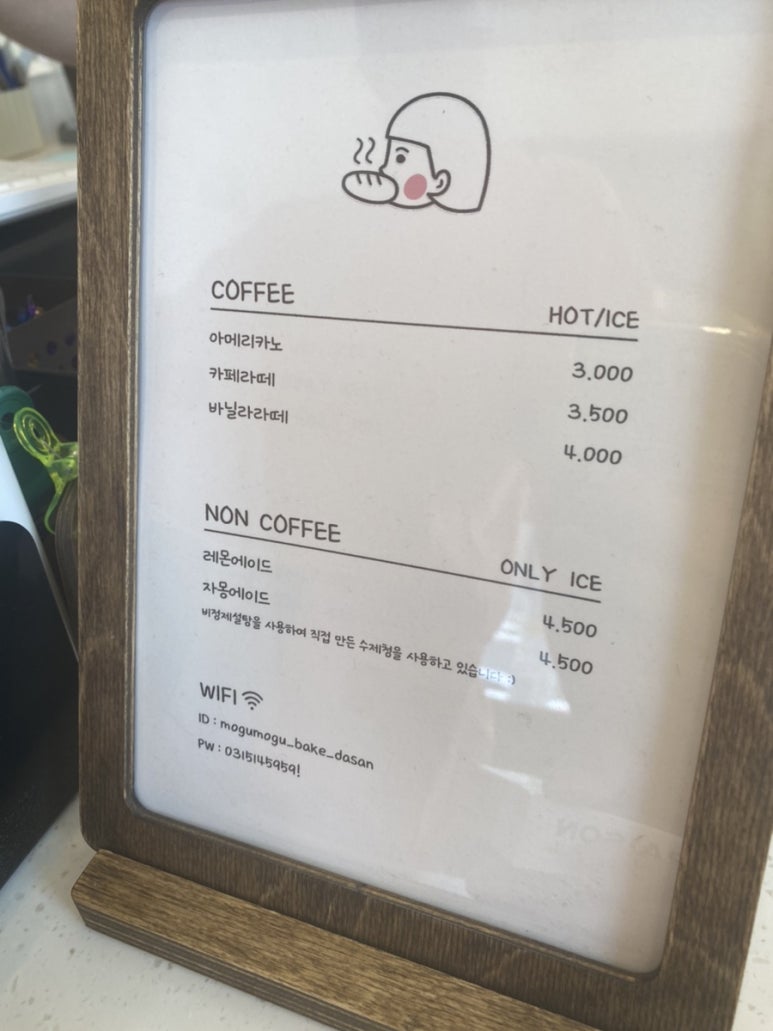 COFFEE
HOT/ICE
아메리카노 3.000
카페라떼 3.500
바닐라라떼 4.000
NON COFFEE
ONLY ICE
레몬에이드 4.500
자몽에이드 4.500
비정제설탕을 사용하여 직접 만든 수제청을 사용하고 있습니다 :)
WIFI
ID : mogumogu_bake_dasan
PW : 0315145959!